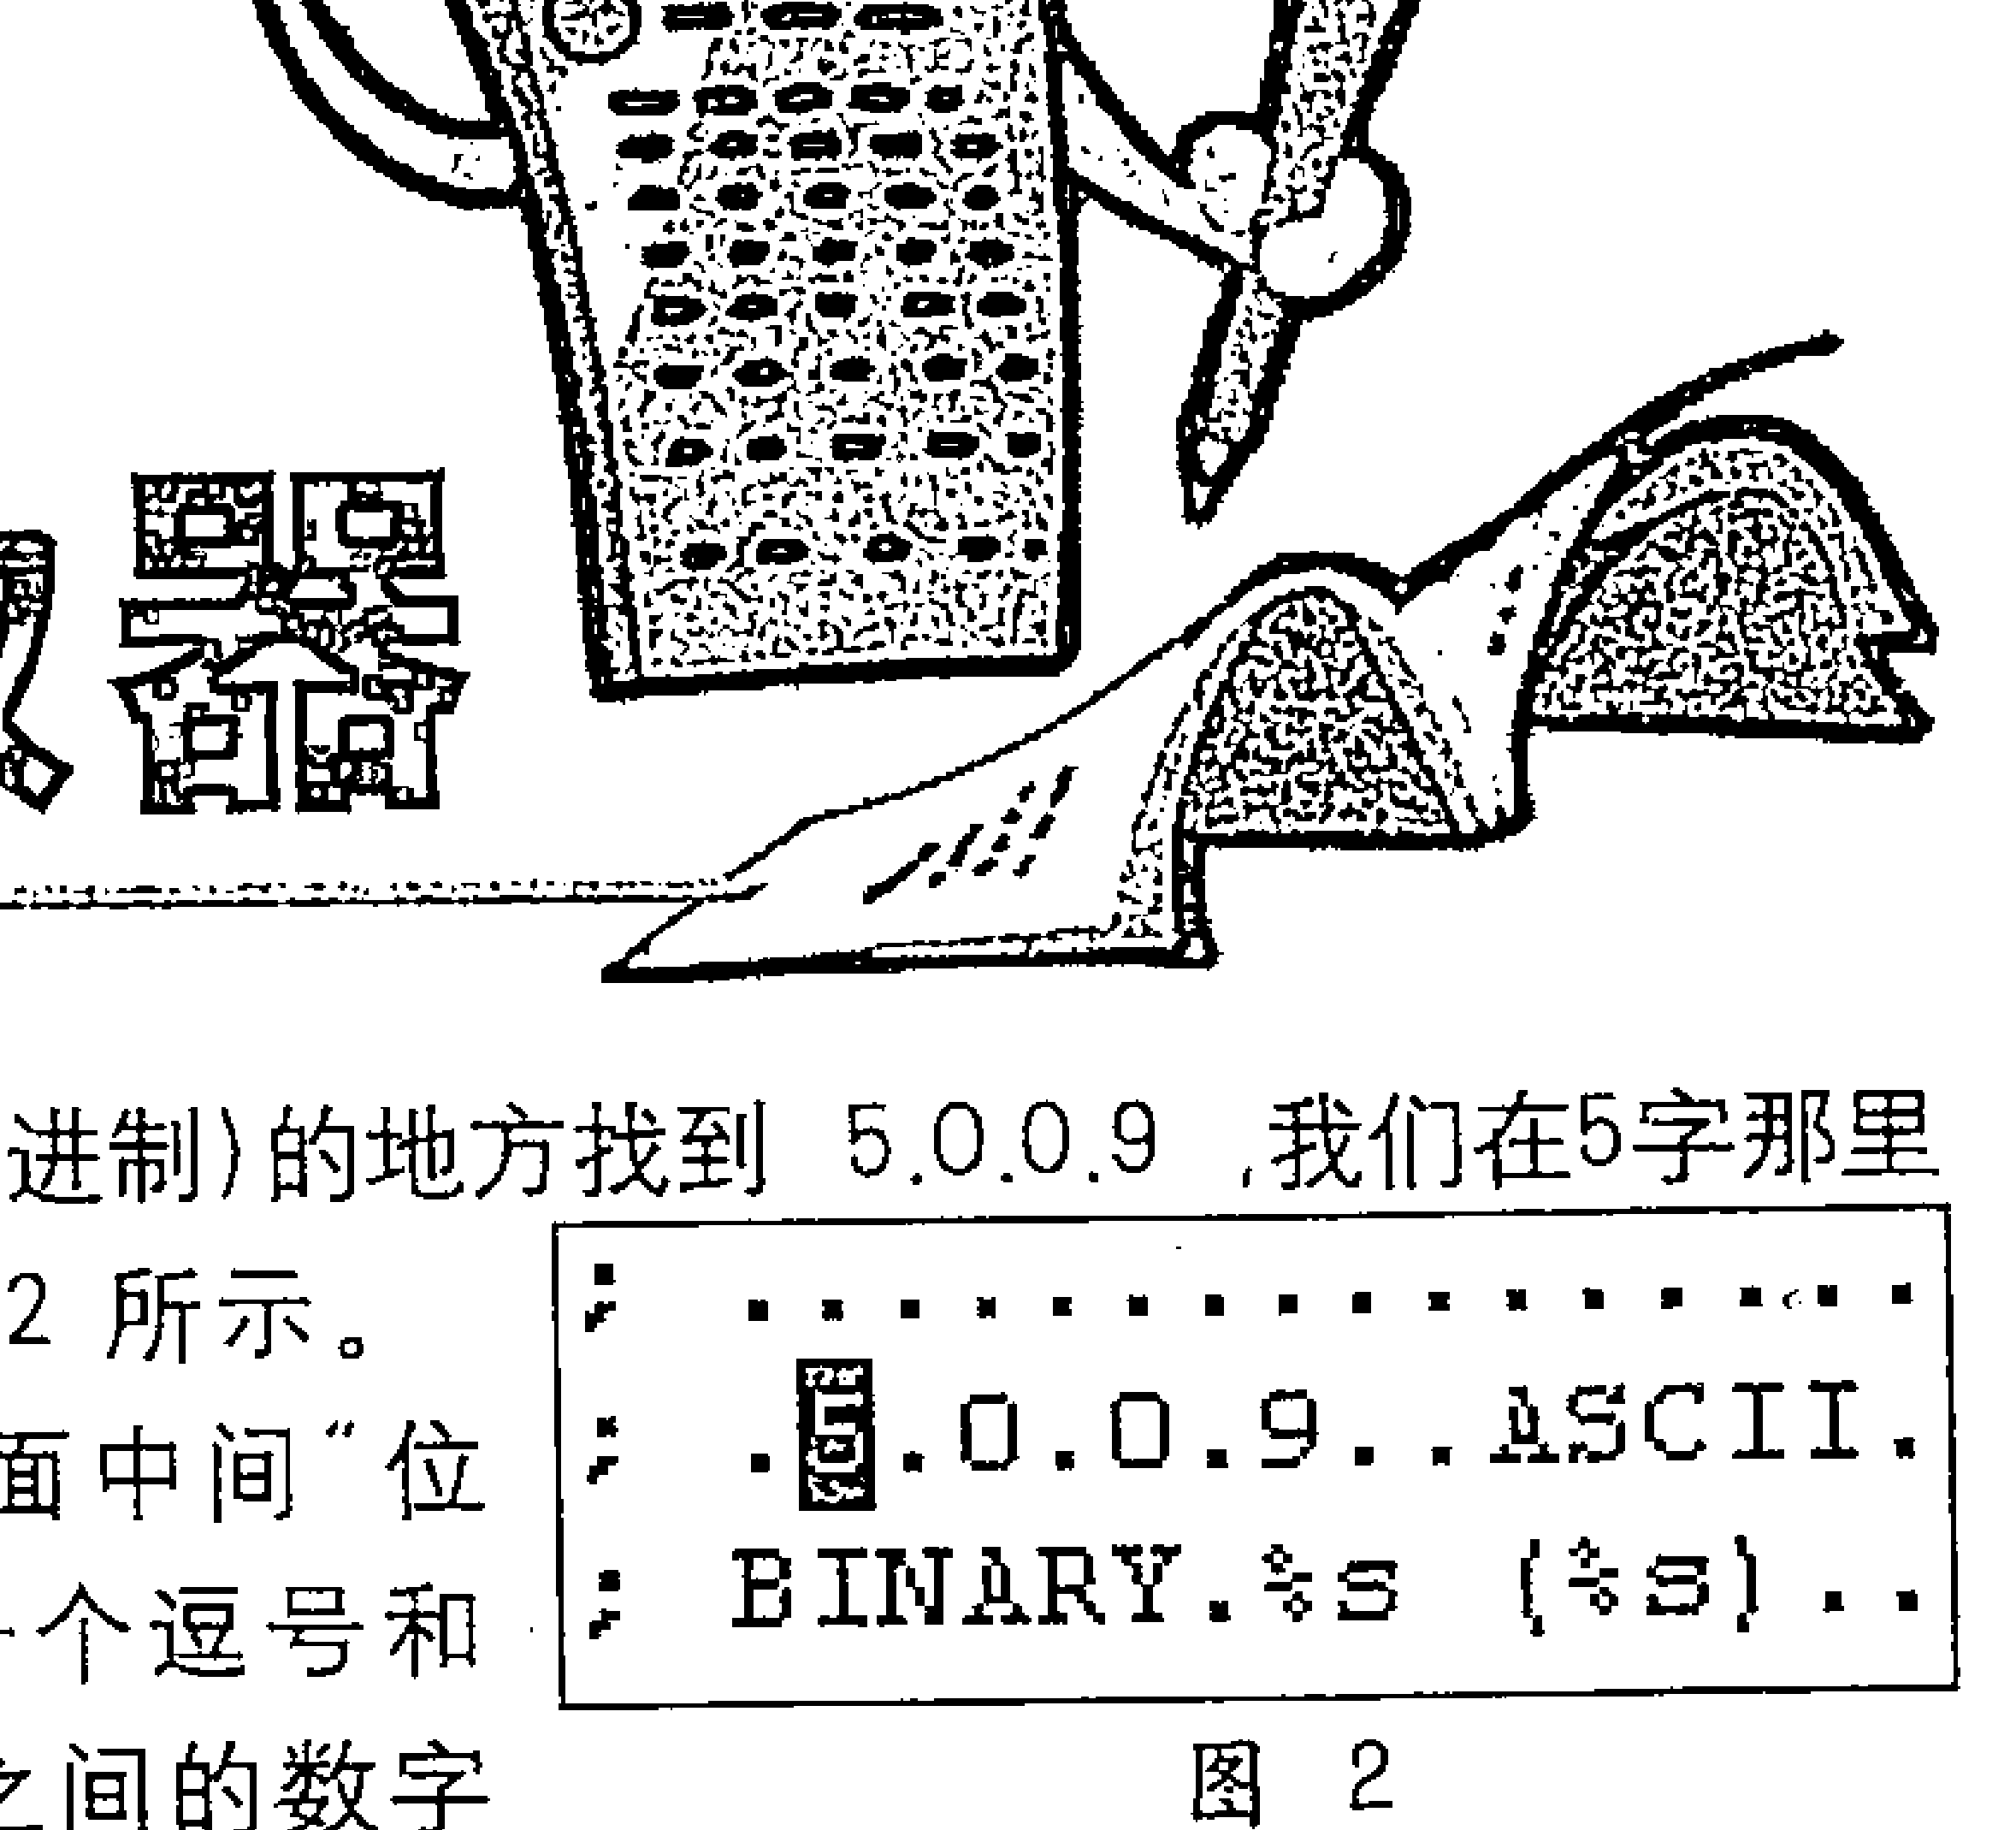 进制)的地方找到 5.0.0.9 ,我们在5字那里
2 所示。
面中间“位
个逗号和
之间的数字
; ................
; .5.0.0.9..ASCII.
; BINARY.%s (%s)..
图 2